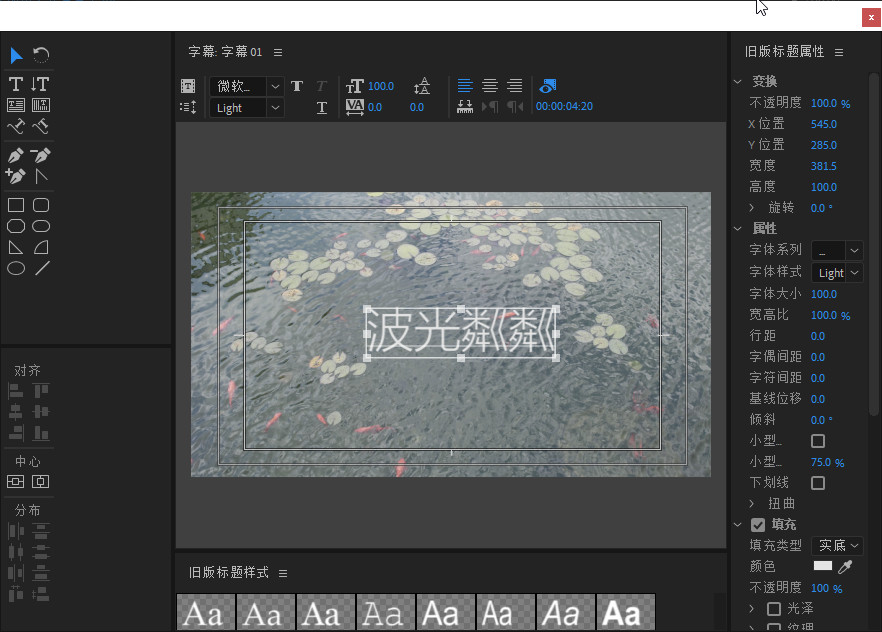 字幕: 字幕 01
微软...
100.0
Light
0.0
0.0
00:00:04:20
对齐
中心
分布
波光粼粼
旧版标题样式
Aa Aa Aa Aa Aa Aa Aa Aa
旧版标题属性
变换
不透明度 100.0 %
X 位置 545.0
Y 位置 285.0
宽度 381.5
高度 100.0
旋转 0.0 °
属性
字体系列
字体样式 Light
字体大小 100.0
宽高比 100.0 %
行距 0.0
字偶间距 0.0
字符间距 0.0
基线位移 0.0
倾斜 0.0 °
小型...
小型... 75.0 %
下划线
扭曲
填充
填充类型 实底
颜色
不透明度 100 %
光泽
纹理